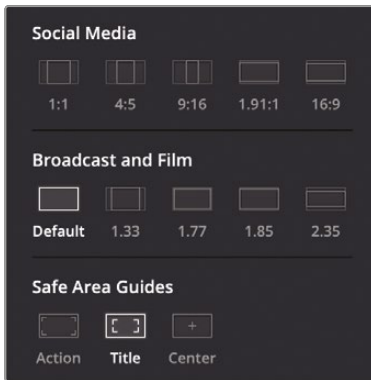 Social Media
1:1 4:5 9:16 1.91:1 16:9
Broadcast and Film
Default 1.33 1.77 1.85 2.35
Safe Area Guides
Action Title Center